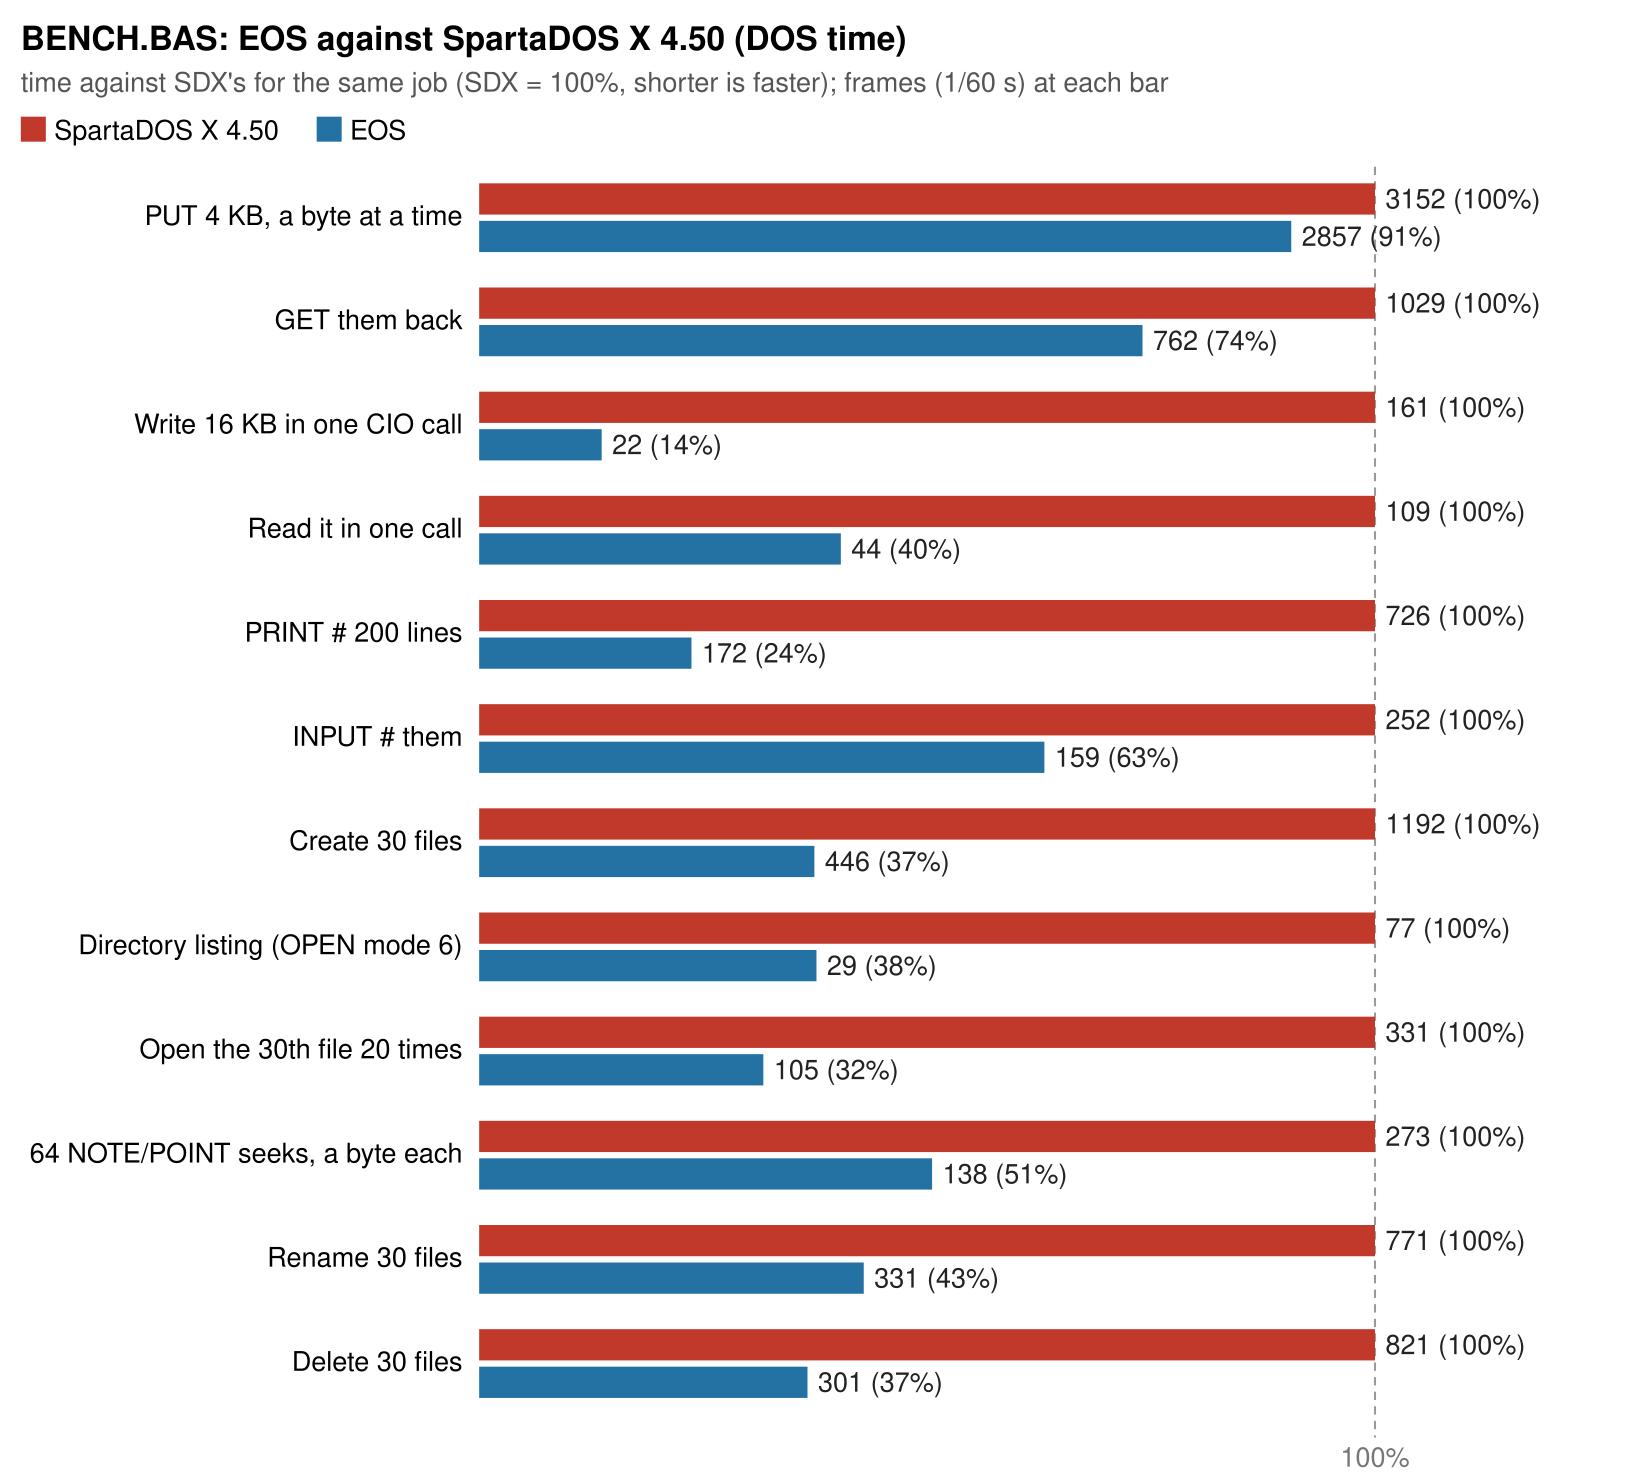 BENCH.BAS: EOS against SpartaDOS X 4.50 (DOS time)
time against SDX's for the same job (SDX = 100%, shorter is faster); frames (1/60 s) at each bar
SpartaDOS X 4.50 EOS
3152 (100%)
PUT 4 KB, a byte at a time
2857 (91%)
1029 (100%)
GET them back
762 (74%)
161 (100%)
Write 16 KB in one CIO call
22 (14%)
109 (100%)
Read it in one call
44 (40%)
726 (100%)
PRINT # 200 lines
172 (24%)
252 (100%)
INPUT # them
159 (63%)
1192 (100%)
Create 30 files
446 (37%)
77 (100%)
Directory listing (OPEN mode 6)
29 (38%)
331 (100%)
Open the 30th file 20 times
105 (32%)
273 (100%)
64 NOTE/POINT seeks, a byte each
138 (51%)
771 (100%)
Rename 30 files
331 (43%)
821 (100%)
Delete 30 files
301 (37%)
100%